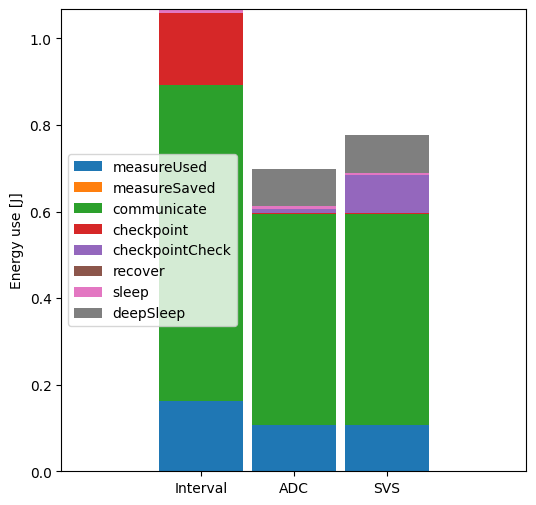 1.0
0.8
0.6
0.4
0.2
0.0
Energy use [J]
measureUsed
measureSaved
communicate
checkpoint
checkpointCheck
recover
sleep
deepSleep
Interval ADC SVS